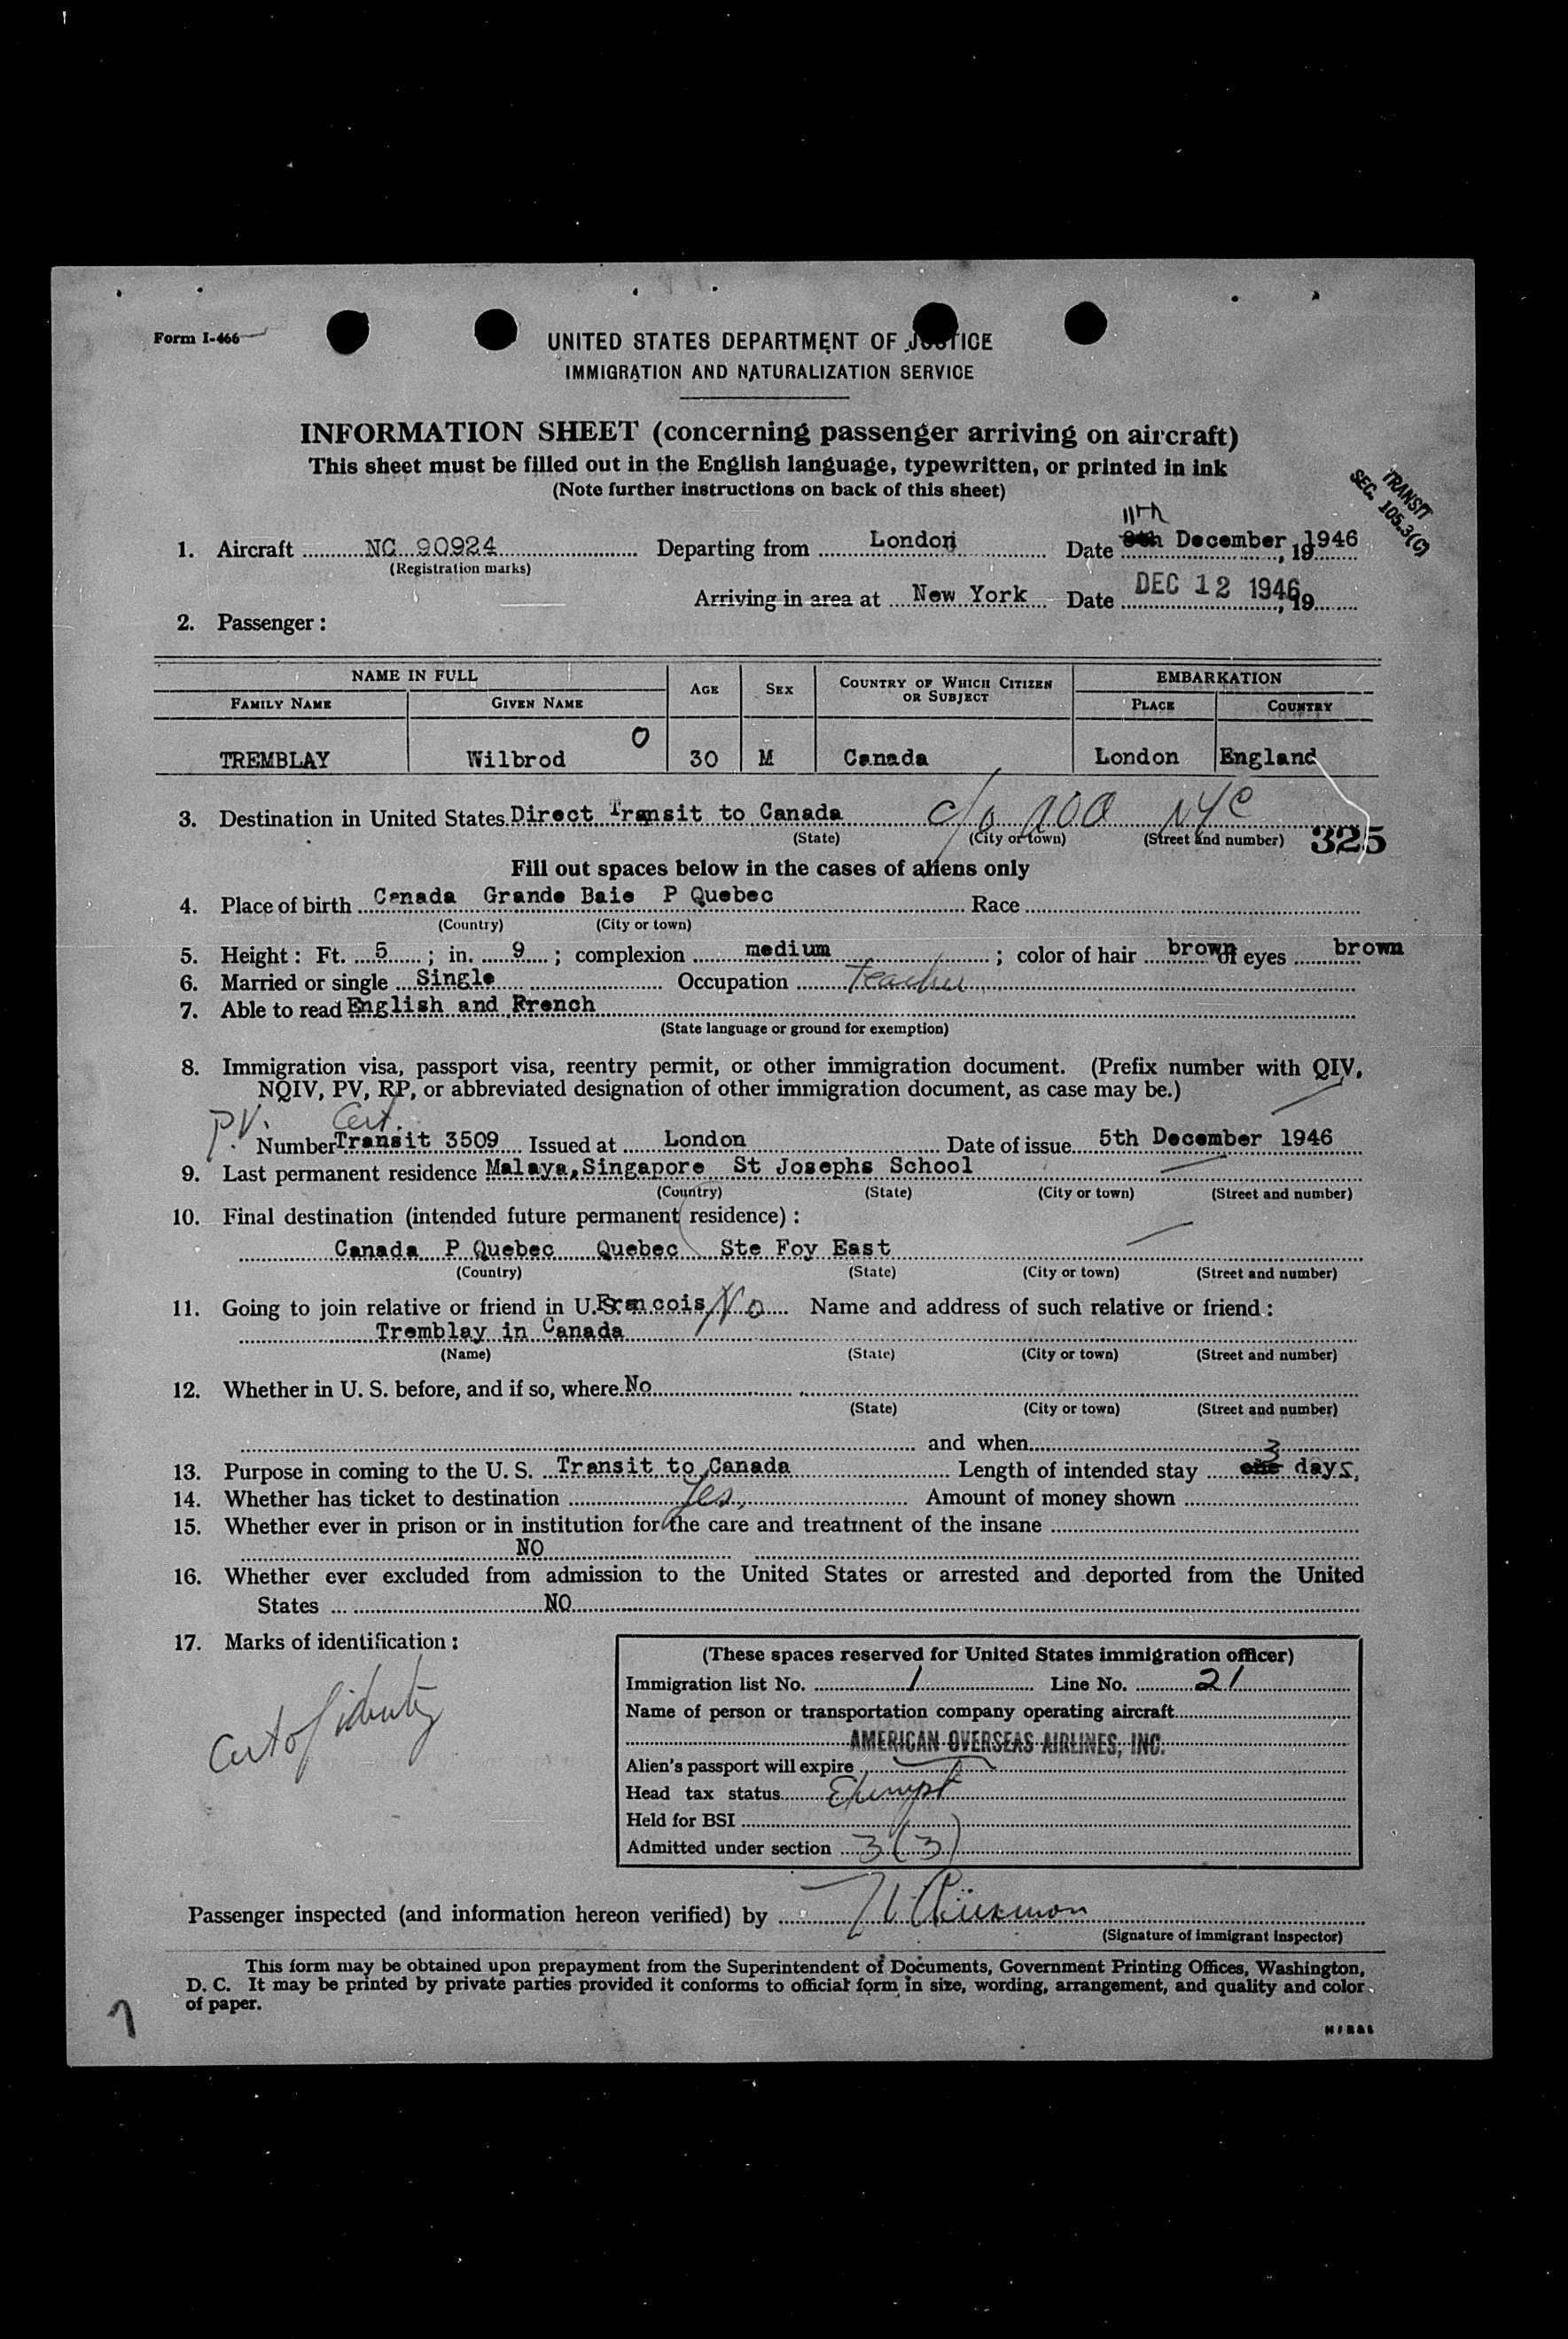 Form I-466
UNITED STATES DEPARTMENT OF JUSTICE
IMMIGRATION AND NATURALIZATION SERVICE
INFORMATION SHEET (concerning passenger arriving on aircraft)
This sheet must be filled out in the English language, typewritten, or printed in ink
(Note further instructions on back of this sheet)
TRANSIT
SEC. 105.3(C)
11th
1. Aircraft NC 90924 Departing from London Date December, 19 1946
(Registration marks)
Arriving in area at New York Date DEC 12 1946, 19
2. Passenger:
NAME IN FULL AGE SEX COUNTRY OF WHICH CITIZEN OR SUBJECT EMBARKATION
FAMILY NAME GIVEN NAME PLACE COUNTRY
TREMBLAY Wilbrod O 30 M Canada London England
3. Destination in United States Direct Transit to Canada c/o AOA NYC
(State) (City or town) (Street and number) 325
Fill out spaces below in the cases of aliens only
4. Place of birth Canada Grande Baie P Quebec Race
(Country) (City or town)
5. Height: Ft. 5; in. 9; complexion medium; color of hair brown of eyes brown
6. Married or single Single Occupation Teacher
7. Able to read English and Rrench
(State language or ground for exemption)
8. Immigration visa, passport visa, reentry permit, or other immigration document. (Prefix number with QIV,
NQIV, PV, RP, or abbreviated designation of other immigration document, as case may be.)
P.V. Cert.
Number Transit 3509 Issued at London Date of issue 5th December 1946
9. Last permanent residence Malaya, Singapore St Josephs School
(Country) (State) (City or town) (Street and number)
10. Final destination (intended future permanent residence):
Canada P Quebec Quebec Ste Foy East
(Country) (State) (City or town) (Street and number)
11. Going to join relative or friend in U. S. Francois No Name and address of such relative or friend:
Tremblay in Canada
(Name) (State) (City or town) (Street and number)
12. Whether in U. S. before, and if so, where No
(State) (City or town) (Street and number)
and when
13. Purpose in coming to the U. S. Transit to Canada Length of intended stay one 3 days,
14. Whether has ticket to destination Yes, Amount of money shown
15. Whether ever in prison or in institution for the care and treatment of the insane
NO
16. Whether ever excluded from admission to the United States or arrested and deported from the United
States NO
17. Marks of identification:
Cert of identity
(These spaces reserved for United States immigration officer)
Immigration list No. 1 Line No. 21
Name of person or transportation company operating aircraft
AMERICAN OVERSEAS AIRLINES, INC.
Alien's passport will expire
Head tax status Exempt
Held for BSI
Admitted under section 3(3)
Passenger inspected (and information hereon verified) by
(Signature of immigrant inspector)
This form may be obtained upon prepayment from the Superintendent of Documents, Government Printing Offices, Washington,
D. C. It may be printed by private parties provided it conforms to official form in size, wording, arrangement, and quality and color
of paper.